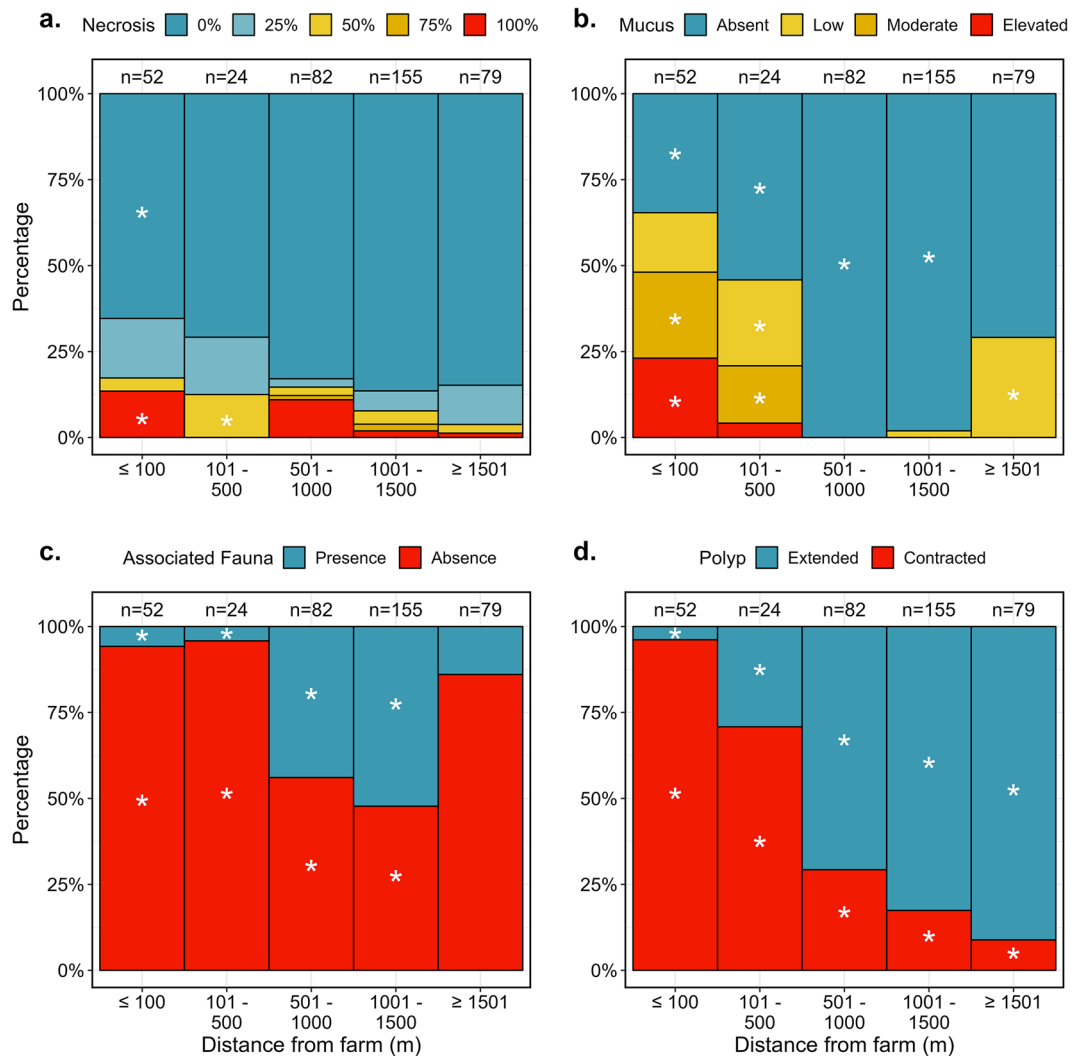 a.
Necrosis 0% 25% 50% 75% 100%
n=52 n=24 n=82 n=155 n=79
100%
75%
50%
25%
0%
Percentage
* * *
≤ 100 101 - 501 - 1001 - ≥ 1501
500 1000 1500
b.
Mucus Absent Low Moderate Elevated
n=52 n=24 n=82 n=155 n=79
100%
75%
50%
25%
0%
* * * * * * * * *
≤ 100 101 - 501 - 1001 - ≥ 1501
500 1000 1500
c.
Associated Fauna Presence Absence
n=52 n=24 n=82 n=155 n=79
100%
75%
50%
25%
0%
Percentage
* * * * * * * *
≤ 100 101 - 501 - 1001 - ≥ 1501
500 1000 1500
Distance from farm (m)
d.
Polyp Extended Contracted
n=52 n=24 n=82 n=155 n=79
100%
75%
50%
25%
0%
* * * * * * * * * *
≤ 100 101 - 501 - 1001 - ≥ 1501
500 1000 1500
Distance from farm (m)